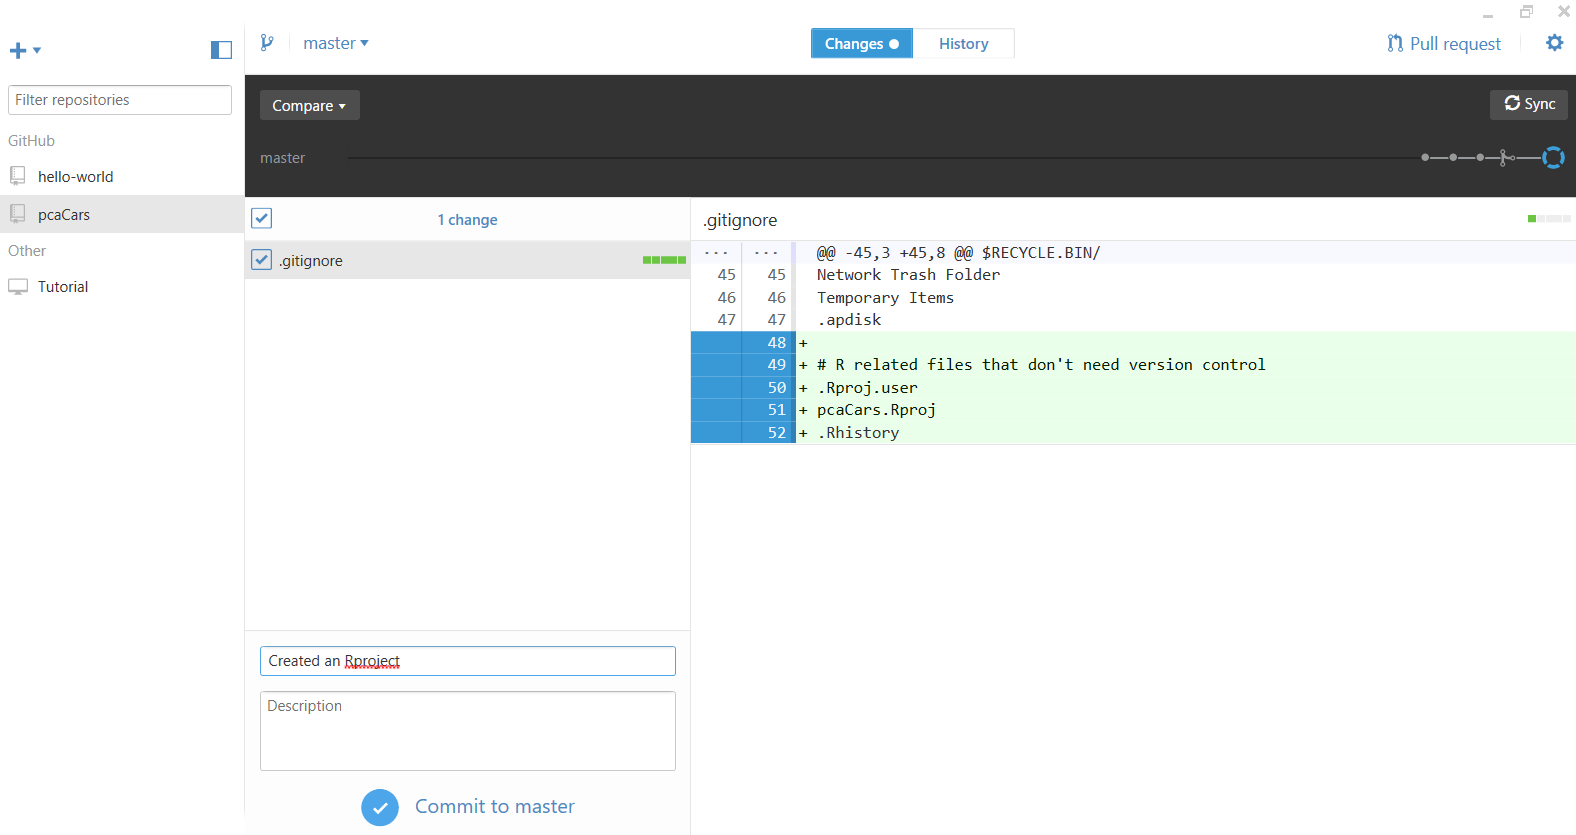 master
Changes
History
Pull request
Filter repositories
GitHub
hello-world
pcaCars
Other
Tutorial
Compare
Sync
master
1 change
.gitignore
Created an Rproject
Description
Commit to master
.gitignore
... ... @@ -45,3 +45,8 @@ $RECYCLE.BIN/
45 45 Network Trash Folder
46 46 Temporary Items
47 47 .apdisk
48 +
49 + # R related files that don't need version control
50 + .Rproj.user
51 + pcaCars.Rproj
52 + .Rhistory